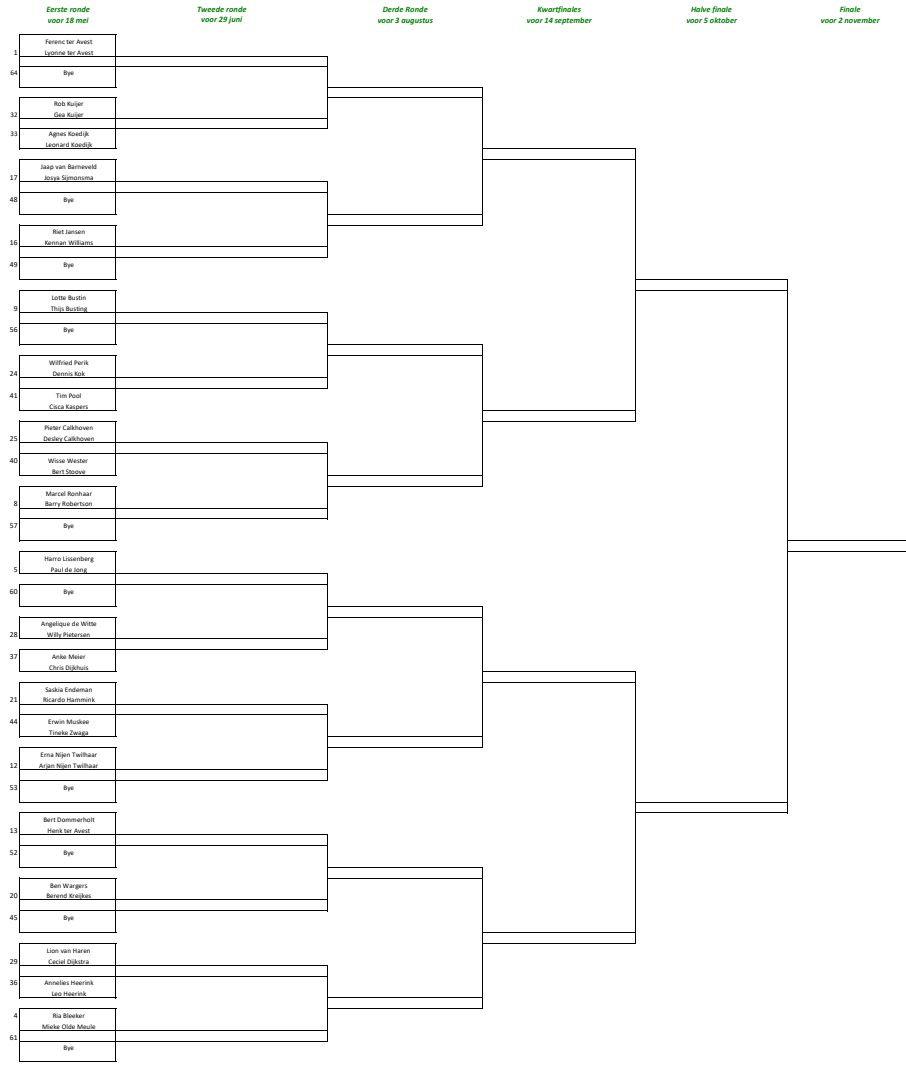 Eerste ronde
voor 18 mei
Tweede ronde
voor 29 juni
Derde Ronde
voor 3 augustus
Kwartfinales
voor 14 september
Halve finale
voor 5 oktober
Finale
voor 2 november
Ferenc ter Avest
1 Lyonne ter Avest
64 Bye
Rob Kuijer
32 Gea Kuijer
33 Agnes Koedijk
Leonard Koedijk
Jaap van Barneveld
17 Josya Sijmonsma
48 Bye
Riet Jansen
16 Kennan Williams
49 Bye
Lotte Bustin
9 Thijs Busting
56 Bye
Wilfried Perik
24 Dennis Kok
41 Tim Pool
Cisca Kaspers
Pieter Calkhoven
25 Desley Calkhoven
40 Wisse Wester
Bert Stoove
Marcel Ronhaar
8 Barry Robertson
57 Bye
Harro Lissenberg
5 Paul de Jong
60 Bye
Angelique de Witte
28 Willy Pietersen
37 Anke Meier
Chris Dijkhuis
Saskia Endeman
21 Ricardo Hammink
44 Erwin Muskee
Tineke Zwaga
Erna Nijen Twilhaar
12 Arjan Nijen Twilhaar
53 Bye
Bert Dommerholt
13 Henk ter Avest
52 Bye
Ben Wargers
20 Berend Kreijkes
45 Bye
Lion van Haren
29 Ceciel Dijkstra
36 Annelies Heerink
Leo Heerink
4 Ria Bleeker
Mieke Olde Meule
61 Bye